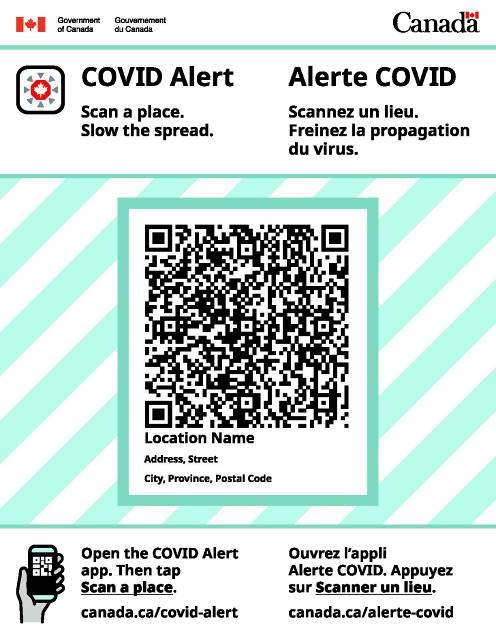 Government
of Canada
Gouvernement
du Canada
Canada
COVID Alert
Scan a place.
Slow the spread.
Alerte COVID
Scannez un lieu.
Freinez la propagation
du virus.
Location Name
Address, Street
City, Province, Postal Code
Open the COVID Alert
app. Then tap
Scan a place.
canada.ca/covid-alert
Ouvrez l’appli
Alerte COVID. Appuyez
sur Scanner un lieu.
canada.ca/alerte-covid